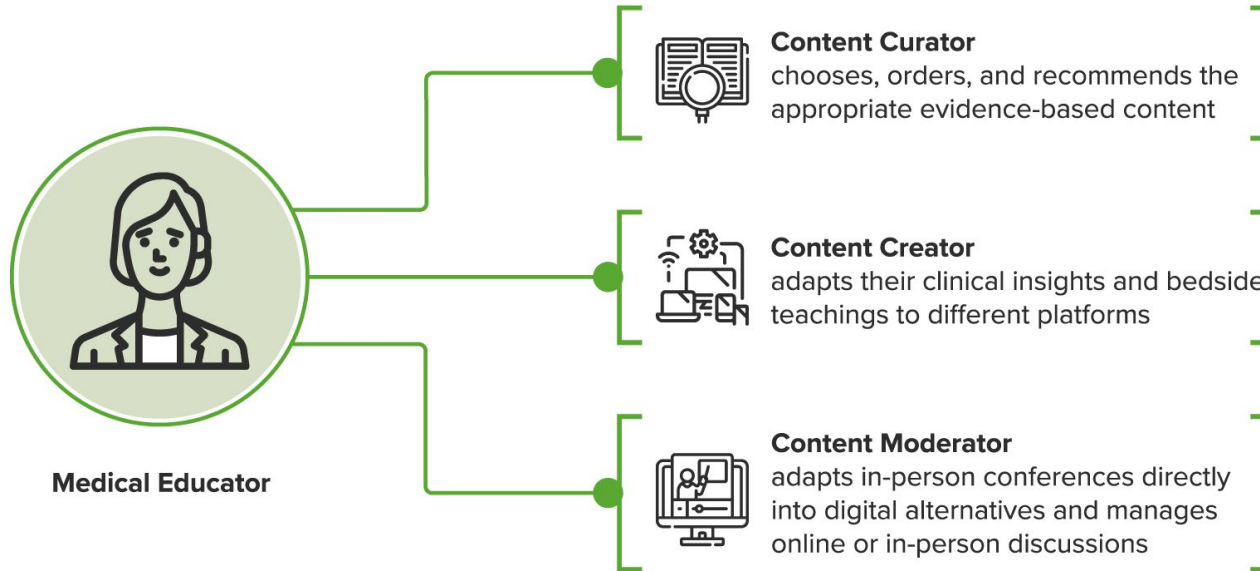 Content Curator
chooses, orders, and recommends the
appropriate evidence-based content
Content Creator
adapts their clinical insights and bedside
teachings to different platforms
Medical Educator
Content Moderator
adapts in-person conferences directly
into digital alternatives and manages
online or in-person discussions